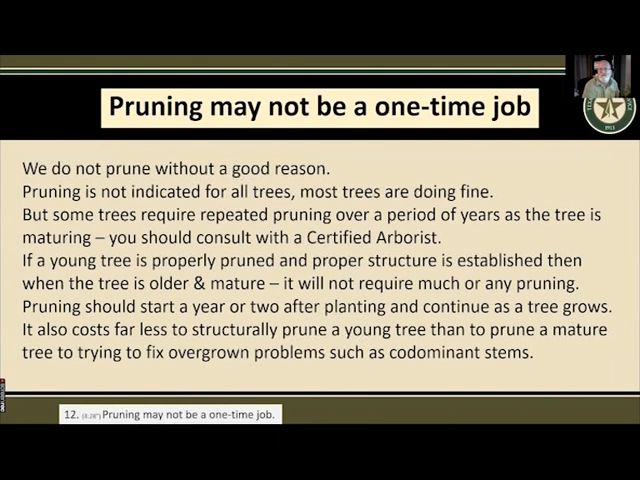 Pruning may not be a one-time job
We do not prune without a good reason.
Pruning is not indicated for all trees, most trees are doing fine.
But some trees require repeated pruning over a period of years as the tree is
maturing – you should consult with a Certified Arborist.
If a young tree is properly pruned and proper structure is established then
when the tree is older & mature – it will not require much or any pruning.
Pruning should start a year or two after planting and continue as a tree grows.
It also costs far less to structurally prune a young tree than to prune a mature
tree to trying to fix overgrown problems such as codominant stems.
12. Pruning may not be a one-time job.